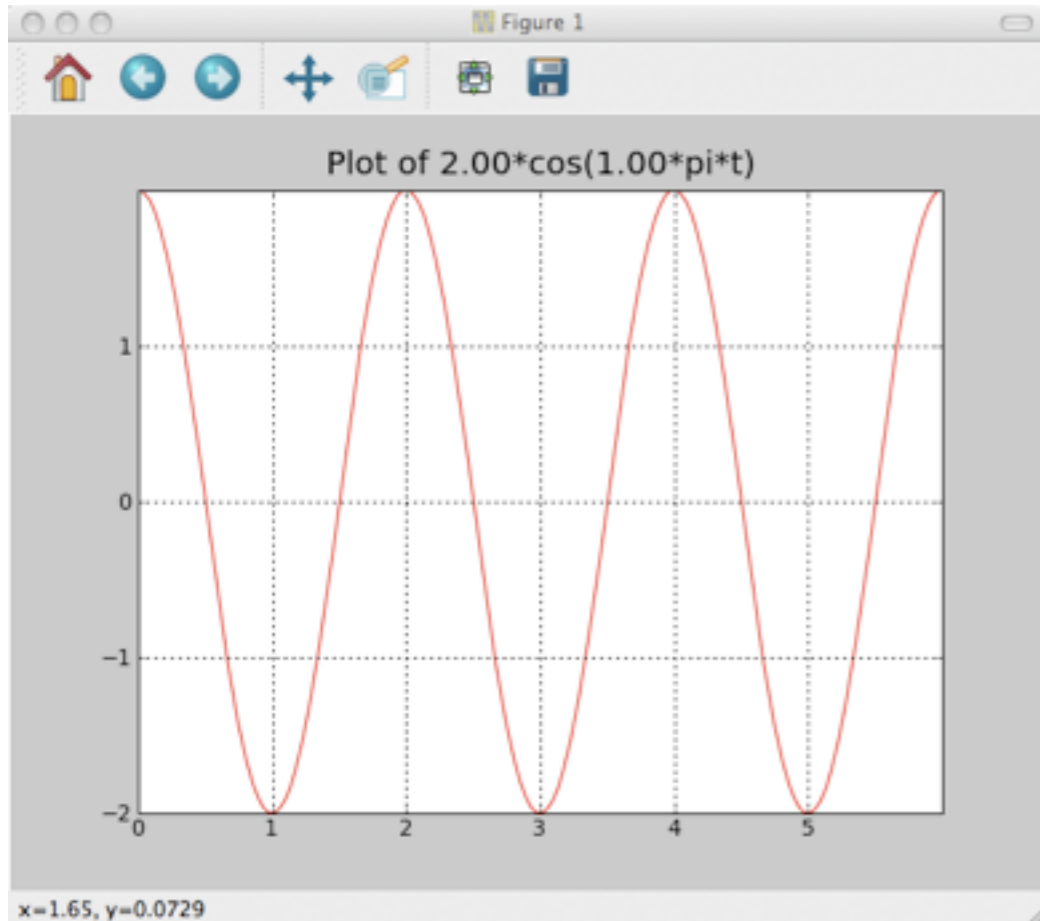 Figure 1
Plot of 2.00*cos(1.00*pi*t)
1
0
−1
−2
0 1 2 3 4 5
x=1.65, y=0.0729